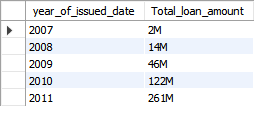 year_of_issued_date Total_loan_amount
2007 2M
2008 14M
2009 46M
2010 122M
2011 261M